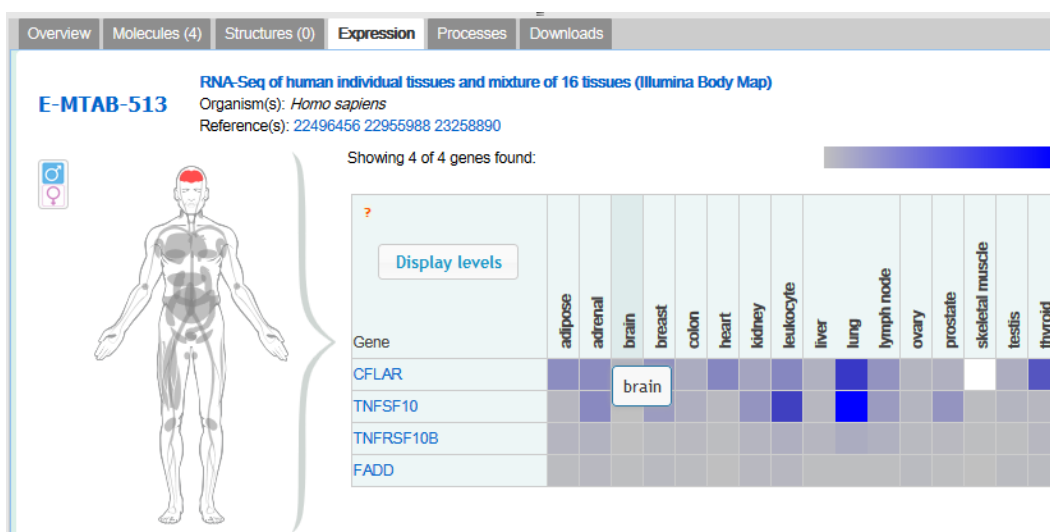 Overview Molecules (4) Structures (0) Expression Processes Downloads
RNA-Seq of human individual tissues and mixture of 16 tissues (Illumina Body Map)
E-MTAB-513
Organism(s): Homo sapiens
Reference(s): 22496456 22955988 23258890
Showing 4 of 4 genes found:
?
Display levels
Gene
adipose
adrenal
brain
breast
colon
heart
kidney
leukocyte
liver
lung
lymph node
ovary
prostate
skeletal muscle
testis
thyroid
CFLAR
brain
TNFSF10
TNFRSF10B
FADD